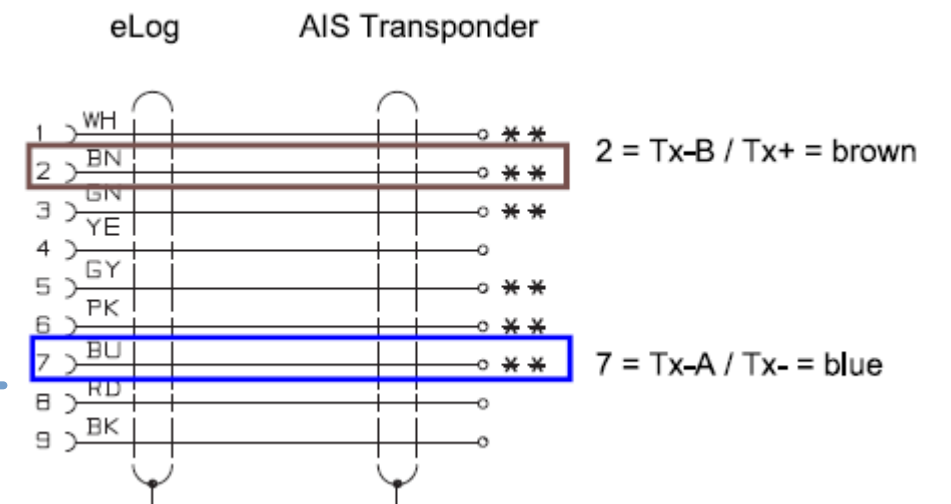 eLog AIS Transponder
1 WH **
2 BN ** 2 = Tx-B / Tx+ = brown
3 GN **
4 YE
5 GY **
6 PK **
7 BU ** 7 = Tx-A / Tx- = blue
8 RD
9 BK